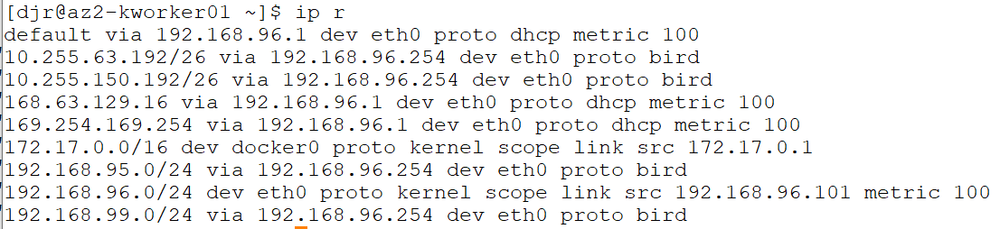 [djr@az2-kworker01 ~]$ ip r
default via 192.168.96.1 dev eth0 proto dhcp metric 100
10.255.63.192/26 via 192.168.96.254 dev eth0 proto bird
10.255.150.192/26 via 192.168.96.254 dev eth0 proto bird
168.63.129.16 via 192.168.96.1 dev eth0 proto dhcp metric 100
169.254.169.254 via 192.168.96.1 dev eth0 proto dhcp metric 100
172.17.0.0/16 dev docker0 proto kernel scope link src 172.17.0.1
192.168.95.0/24 via 192.168.96.254 dev eth0 proto bird
192.168.96.0/24 dev eth0 proto kernel scope link src 192.168.96.101 metric 100
192.168.99.0/24 via 192.168.96.254 dev eth0 proto bird